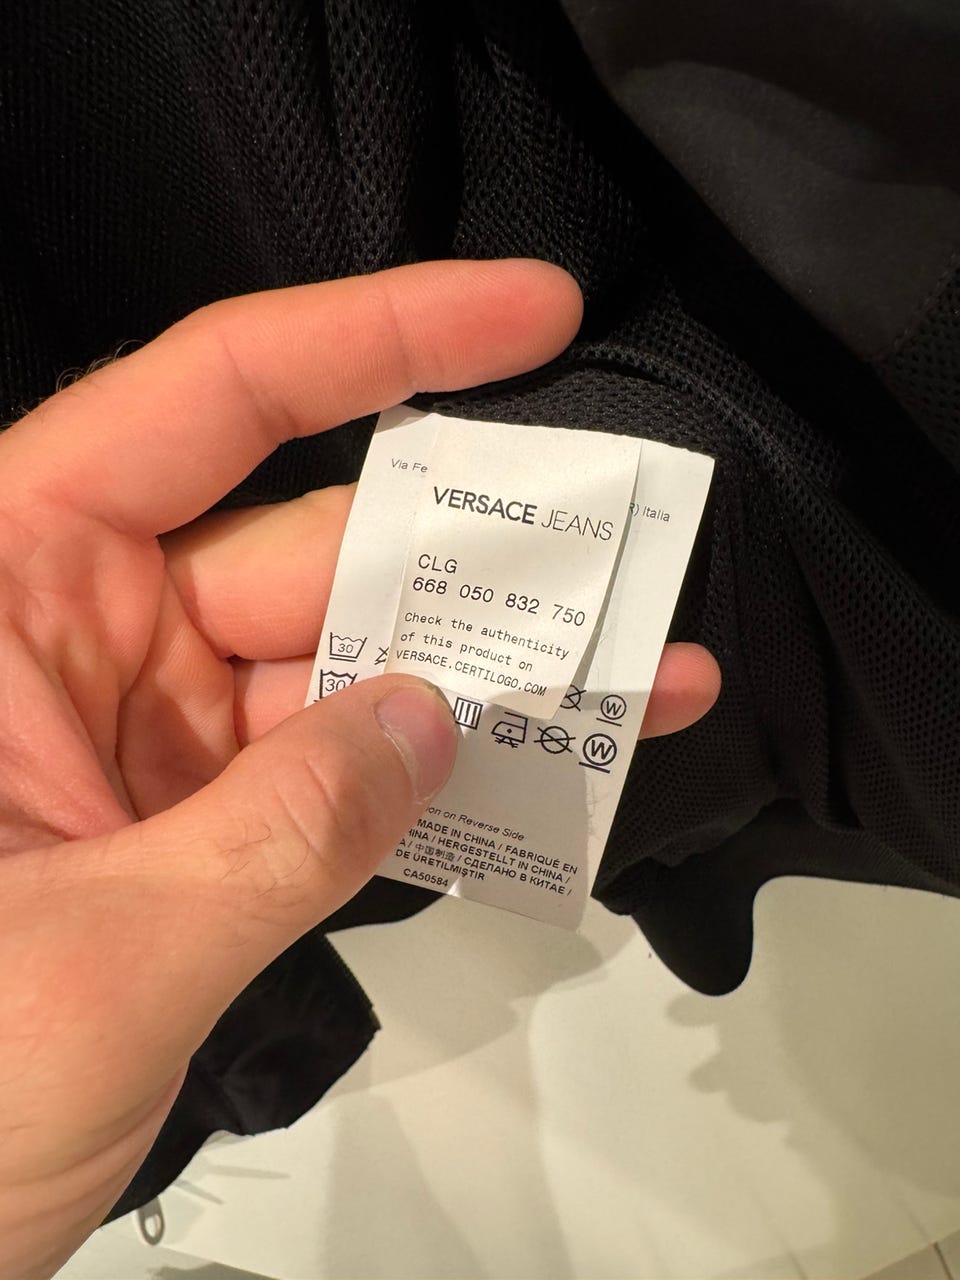 Via Fe
R) Italia
VERSACE JEANS
CLG
668 050 832 750
Check the authenticity
of this product on
VERSACE.CERTILOGO.COM
30
W
30
W
on on Reverse Side
MADE IN CHINA / FABRIQUÉ EN
HINA / HERGESTELLT IN CHINA /
A / 中国制造 / СДЕЛАНО В КИТАЕ /
DE ÜRETILMIŞTIR
CA50584